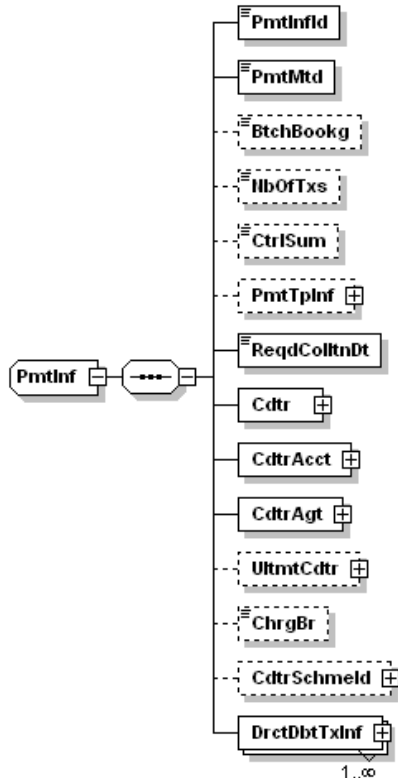 PmtInfId
PmtMtd
BtchBookg
NbOfTxs
CtrlSum
PmtTpInf
ReqdColltnDt
PmtInf
Cdtr
CdtrAcct
CdtrAgt
UltmtCdtr
ChrgBr
CdtrSchmeId
DrctDbtTxInf
1..∞